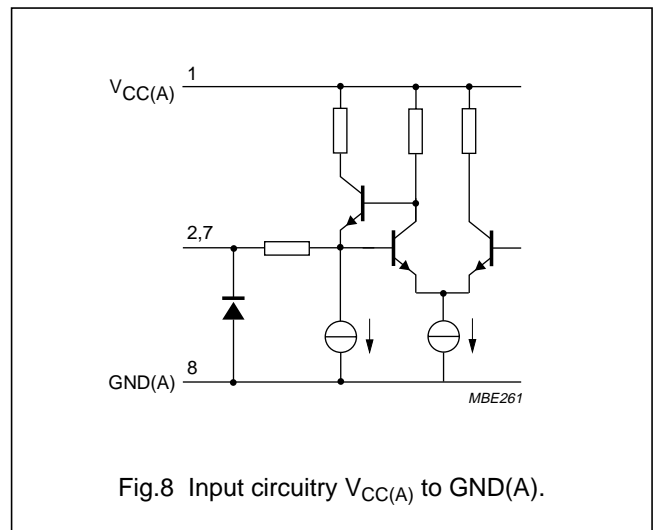 1
VCC(A)
2,7
8
GND(A)
MBE261
Fig.8 Input circuitry VCC(A) to GND(A).